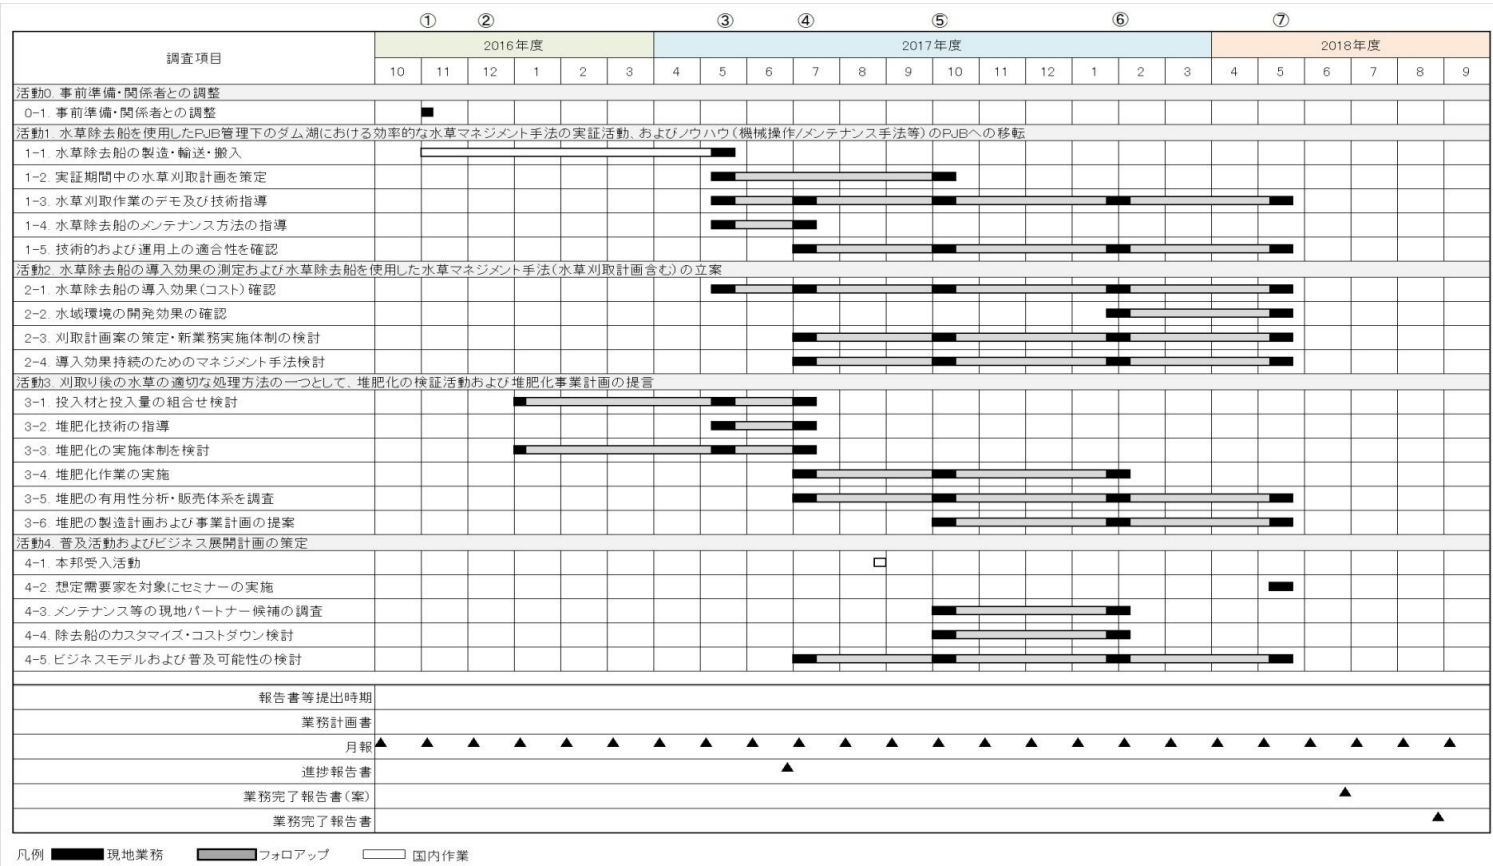 ① ② ③ ④ ⑤ ⑥ ⑦
調査項目 2016年度 2017年度 2018年度
10 11 12 1 2 3 4 5 6 7 8 9 10 11 12 1 2 3 4 5 6 7 8 9
活動0. 事前準備・関係者との調整
0-1. 事前準備・関係者との調整
活動1. 水草除去船を使用したPJB管理下のダム湖における効率的な水草マネジメント手法の実証活動、およびノウハウ(機械操作/メンテナンス手法等)のPJBへの移転
1-1. 水草除去船の製造・輸送・搬入
1-2. 実証期間中の水草刈取計画を策定
1-3. 水草刈取作業のデモ及び技術指導
1-4. 水草除去船のメンテナンス方法の指導
1-5. 技術的および運用上の適合性を確認
活動2. 水草除去船の導入効果の測定および水草除去船を使用した水草マネジメント手法(水草刈取計画含む)の立案
2-1. 水草除去船の導入効果(コスト)確認
2-2. 水域環境の開発効果の確認
2-3. 刈取計画案の策定・新業務実施体制の検討
2-4. 導入効果持続のためのマネジメント手法検討
活動3. 刈取り後の水草の適切な処理方法の一つとして、堆肥化の検証活動および堆肥化事業計画の提言
3-1. 投入材と投入量の組合せ検討
3-2. 堆肥化技術の指導
3-3. 堆肥化の実施体制を検討
3-4. 堆肥化作業の実施
3-5. 堆肥の有用性分析・販売体系を調査
3-6. 堆肥の製造計画および事業計画の提案
活動4. 普及活動およびビジネス展開計画の策定
4-1. 本邦受入活動
4-2. 想定需要家を対象にセミナーの実施
4-3. メンテナンス等の現地パートナー候補の調査
4-4. 除去船のカスタマイズ・コストダウン検討
4-5. ビジネスモデルおよび普及可能性の検討
報告書等提出時期
業務計画書
月報
進捗報告書
業務完了報告書(案)
業務完了報告書
凡例 現地業務 フォロアップ 国内作業